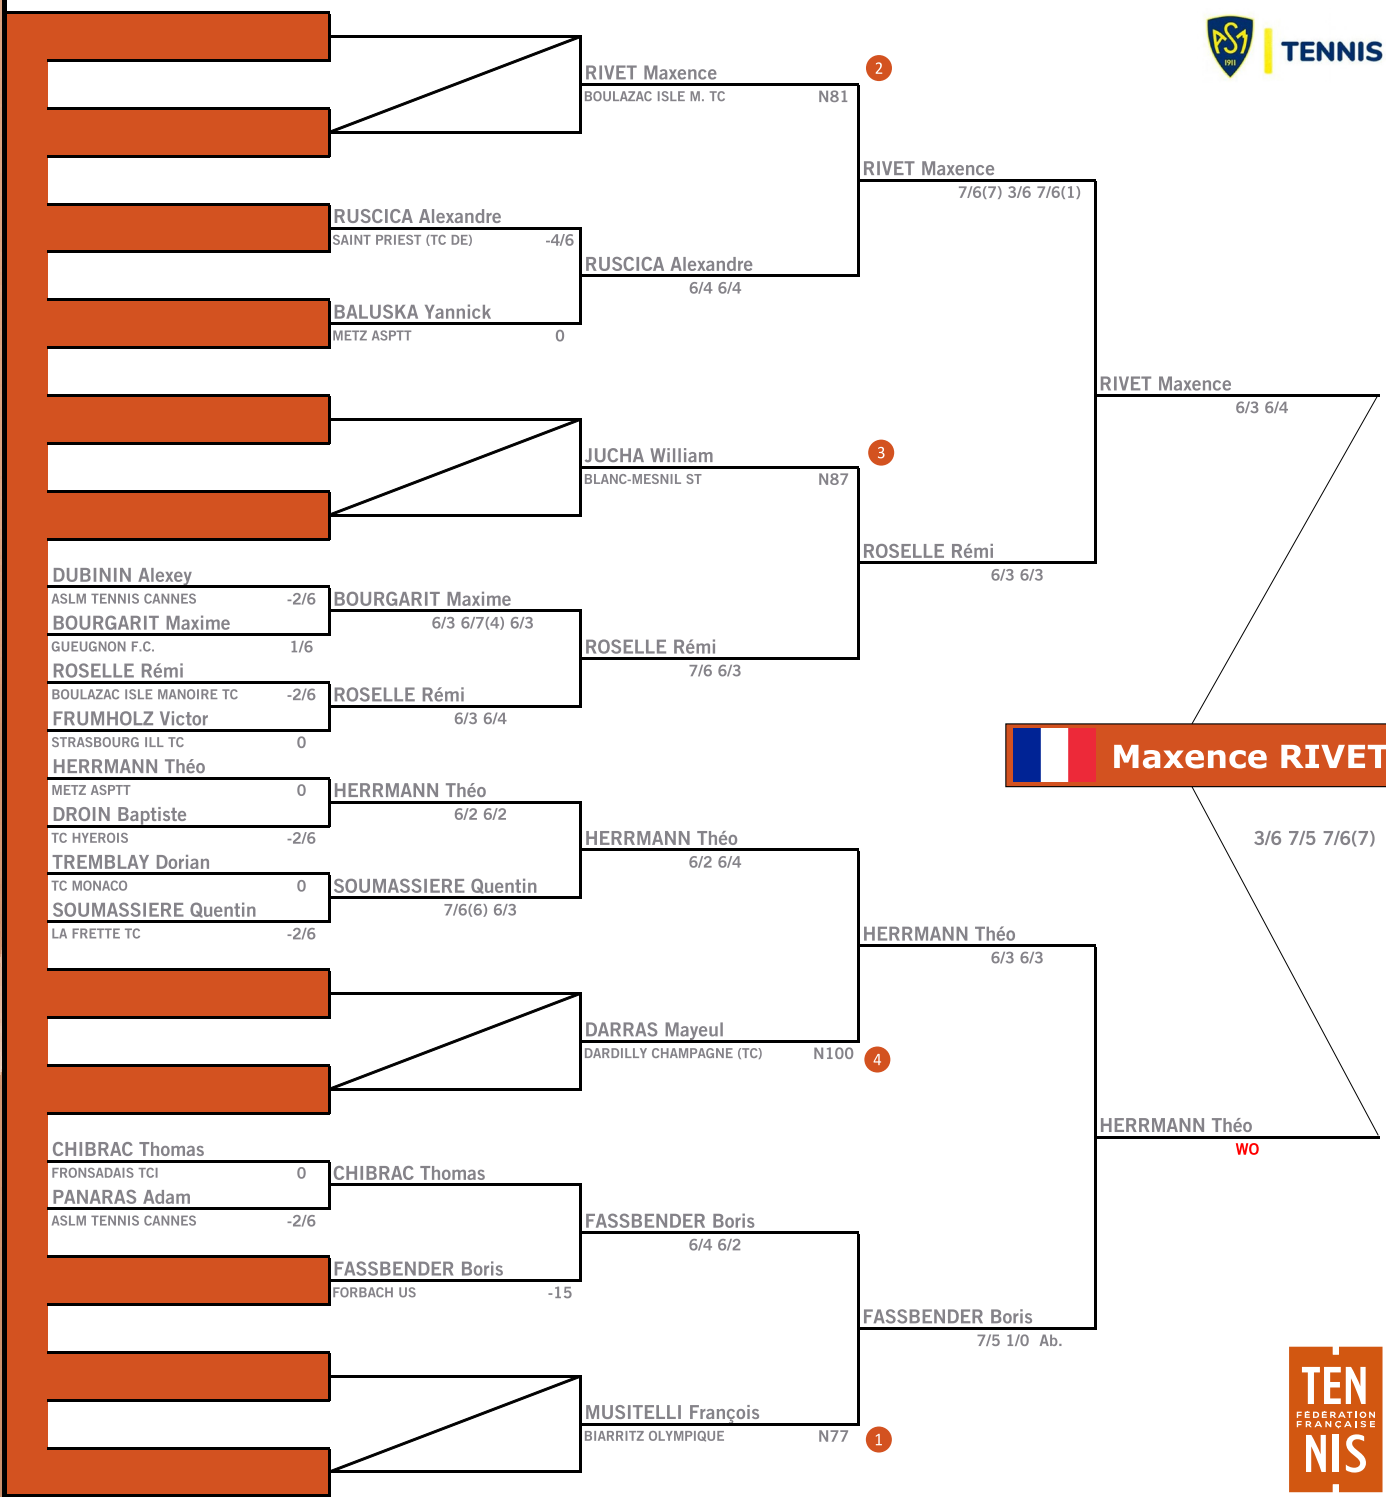 ASM
1911
TENNIS
RIVET Maxence
BOULAZAC ISLE M. TC N81
2
RIVET Maxence
7/6(7) 3/6 7/6(1)
RUSCICA Alexandre
SAINT PRIEST (TC DE) -4/6
RUSCICA Alexandre
6/4 6/4
BALUSKA Yannick
METZ ASPTT 0
RIVET Maxence
6/3 6/4
JUCHA William
BLANC-MESNIL ST N87
3
ROSELLE Rémi
6/3 6/3
DUBININ Alexey
ASLM TENNIS CANNES -2/6
BOURGARIT Maxime
6/3 6/7(4) 6/3
BOURGARIT Maxime
GUEUGNON F.C. 1/6
ROSELLE Rémi
7/6 6/3
ROSELLE Rémi
BOULAZAC ISLE MANOIRE TC -2/6
ROSELLE Rémi
6/3 6/4
FRUMHOLZ Victor
STRASBOURG ILL TC 0
Maxence RIVET
HERRMANN Théo
METZ ASPTT 0
HERRMANN Théo
6/2 6/2
DROIN Baptiste
TC HYEROIS -2/6
HERRMANN Théo
6/2 6/4
3/6 7/5 7/6(7)
TREMBLAY Dorian
TC MONACO 0
SOUMASSIERE Quentin
7/6(6) 6/3
SOUMASSIERE Quentin
LA FRETTE TC -2/6
HERRMANN Théo
6/3 6/3
DARRAS Mayeul
DARDILLY CHAMPAGNE (TC) N100
4
HERRMANN Théo
WO
CHIBRAC Thomas
FRONSADAIS TCI 0
CHIBRAC Thomas
PANARAS Adam
ASLM TENNIS CANNES -2/6
FASSBENDER Boris
6/4 6/2
FASSBENDER Boris
FORBACH US -15
FASSBENDER Boris
7/5 1/0 Ab.
MUSITELLI François
BIARRITZ OLYMPIQUE N77
1
TEN
FÉDÉRATION
FRANÇAISE
NIS